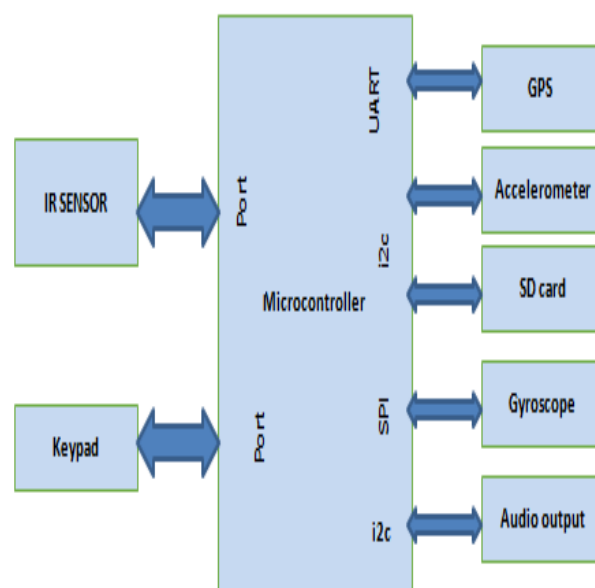 IR SENSOR
Keypad
Port
Port
Microcontroller
UART
i2c
SPI
i2c
GPS
Accelerometer
SD card
Gyroscope
Audio output